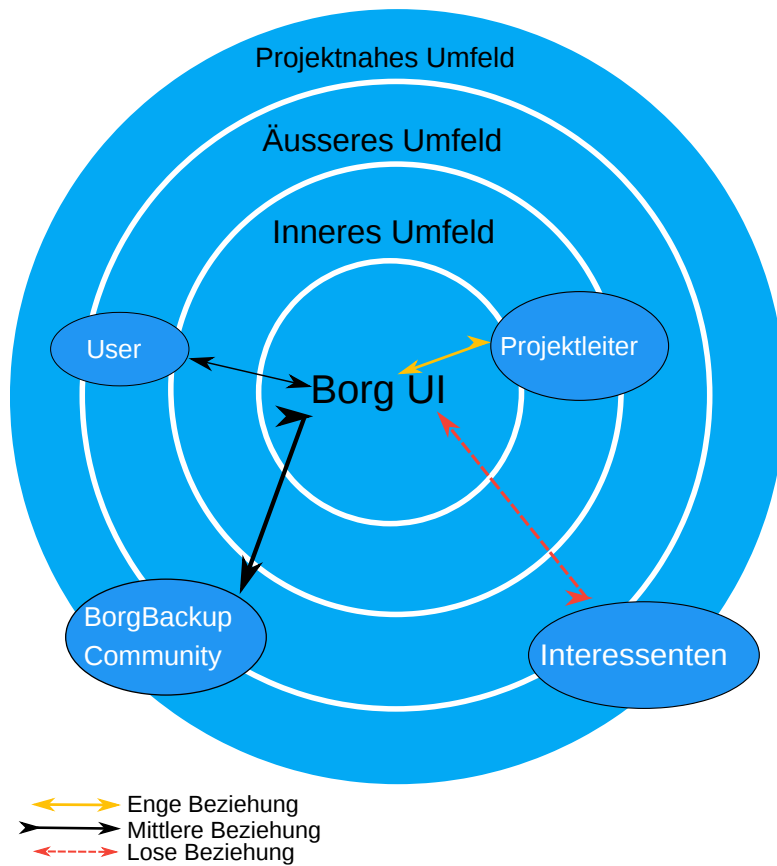 Projektnahes Umfeld
Äusseres Umfeld
Inneres Umfeld
User
Projektleiter
Borg UI
BorgBackup
Community
Interessenten
Enge Beziehung
Mittlere Beziehung
Lose Beziehung